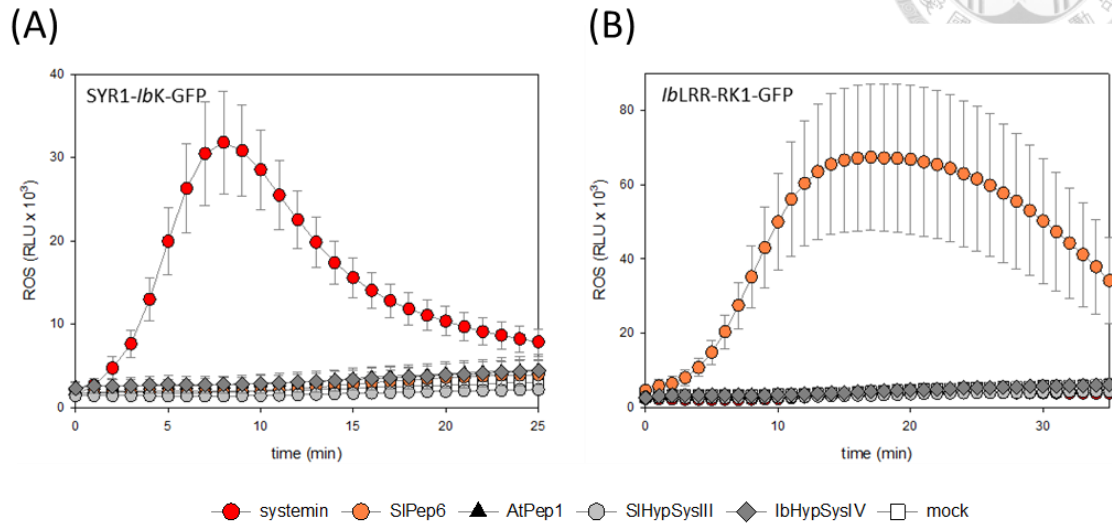 (A)
(B)
SYR1-IbK-GFP
40
30
20
10
0
ROS (RLU x 10³)
0
5
10
15
20
25
time (min)
IbLRR-RK1-GFP
80
60
40
20
0
ROS (RLU x 10³)
0
10
20
30
time (min)
systemin
SlPep6
AtPep1
SlHypSysIII
IbHypSysIV
mock